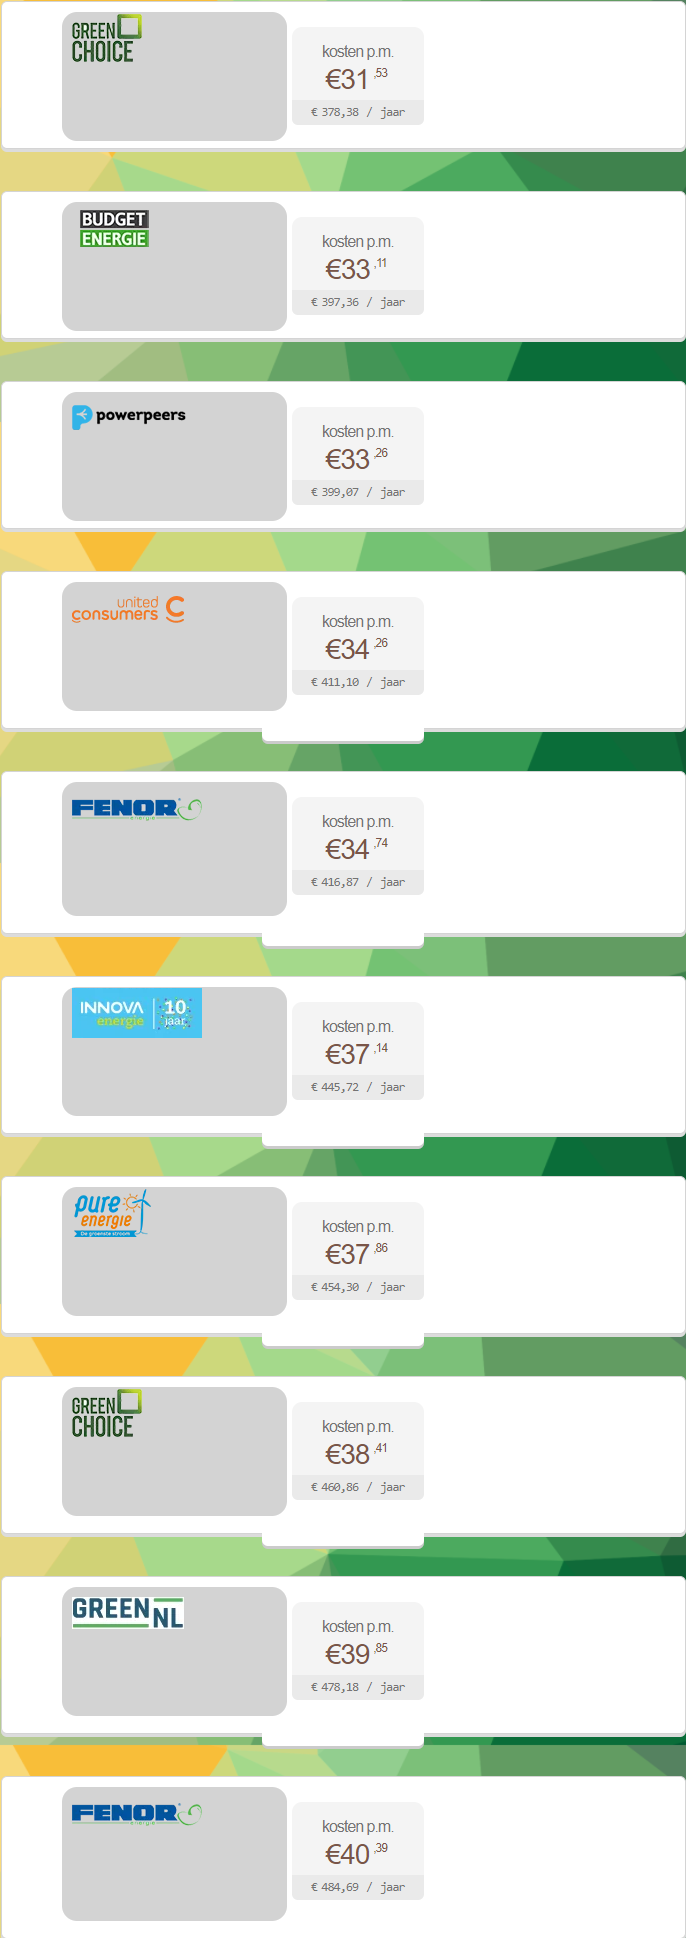 GREEN
CHOICE
kosten p.m.
€31 ,53
€ 378,38 / jaar
BUDGET
ENERGIE
kosten p.m.
€33 ,11
€ 397,36 / jaar
powerpeers
kosten p.m.
€33 ,26
€ 399,07 / jaar
united
consumers
kosten p.m.
€34 ,26
€ 411,10 / jaar
FENOR
energie
kosten p.m.
€34 ,74
€ 416,87 / jaar
INNOVA 10
energie jaar
kosten p.m.
€37 ,14
€ 445,72 / jaar
pure
energie
De groenste stroom
kosten p.m.
€37 ,86
€ 454,30 / jaar
GREEN
CHOICE
kosten p.m.
€38 ,41
€ 460,86 / jaar
GREEN
NL
kosten p.m.
€39 ,85
€ 478,18 / jaar
FENOR
energie
kosten p.m.
€40 ,39
€ 484,69 / jaar